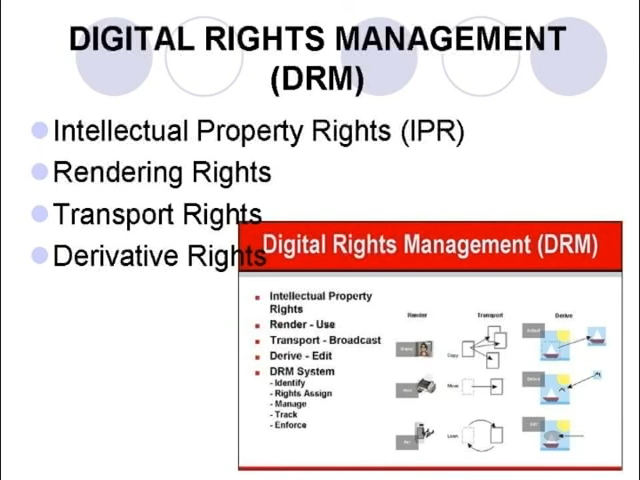 DIGITAL RIGHTS MANAGEMENT
(DRM)
Intellectual Property Rights (IPR)
Rendering Rights
Transport Rights
Derivative Rights
Digital Rights Management (DRM)
Intellectual Property
Rights
Render - Use
Transport - Broadcast
Derive - Edit
DRM System
- Identify
- Rights Assign
- Manage
- Track
- Enforce
Render
Transport
Derive
Copy
Move
Loan